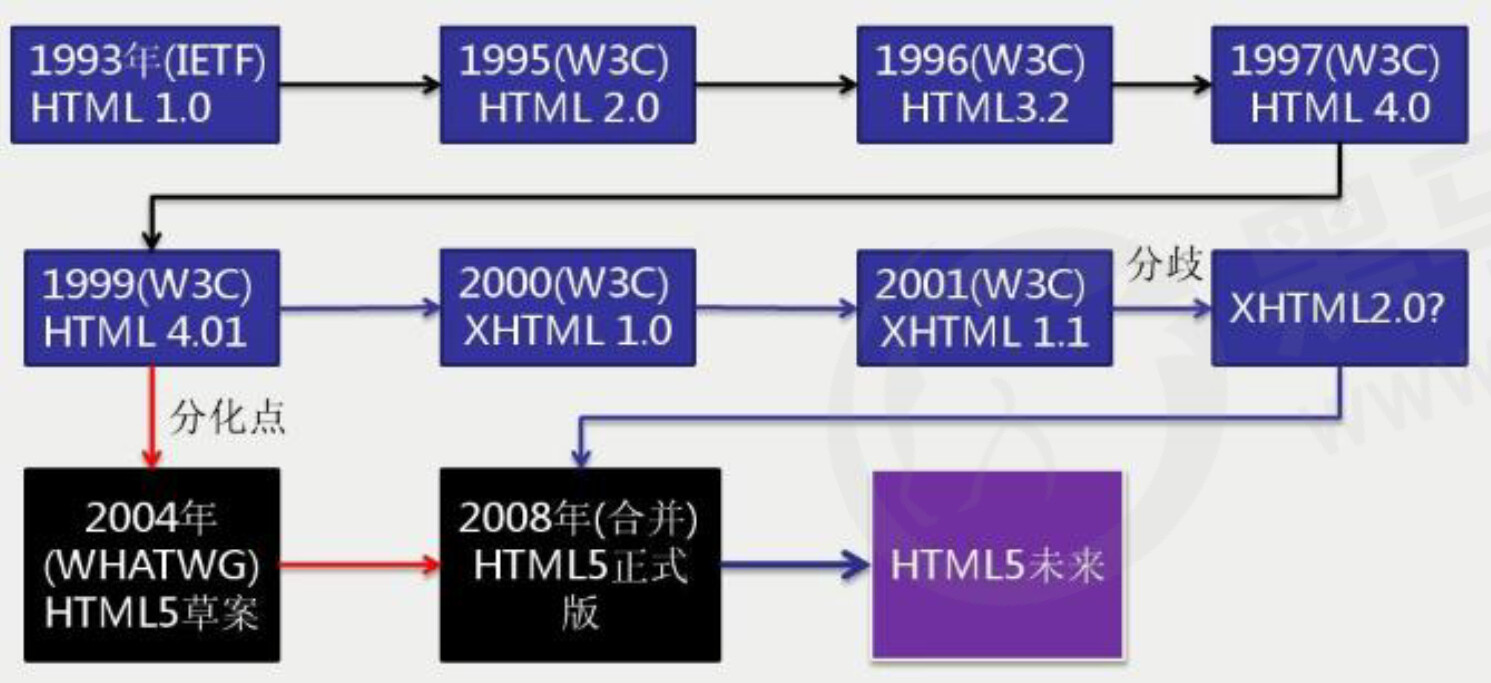 1993年(IETF)
HTML 1.0
1995(W3C)
HTML 2.0
1996(W3C)
HTML3.2
1997(W3C)
HTML 4.0
1999(W3C)
HTML 4.01
2000(W3C)
XHTML 1.0
2001(W3C)
XHTML 1.1
分歧
XHTML2.0?
分化点
2004年
(WHATWG)
HTML5草案
2008年(合并)
HTML5正式
版
HTML5未来